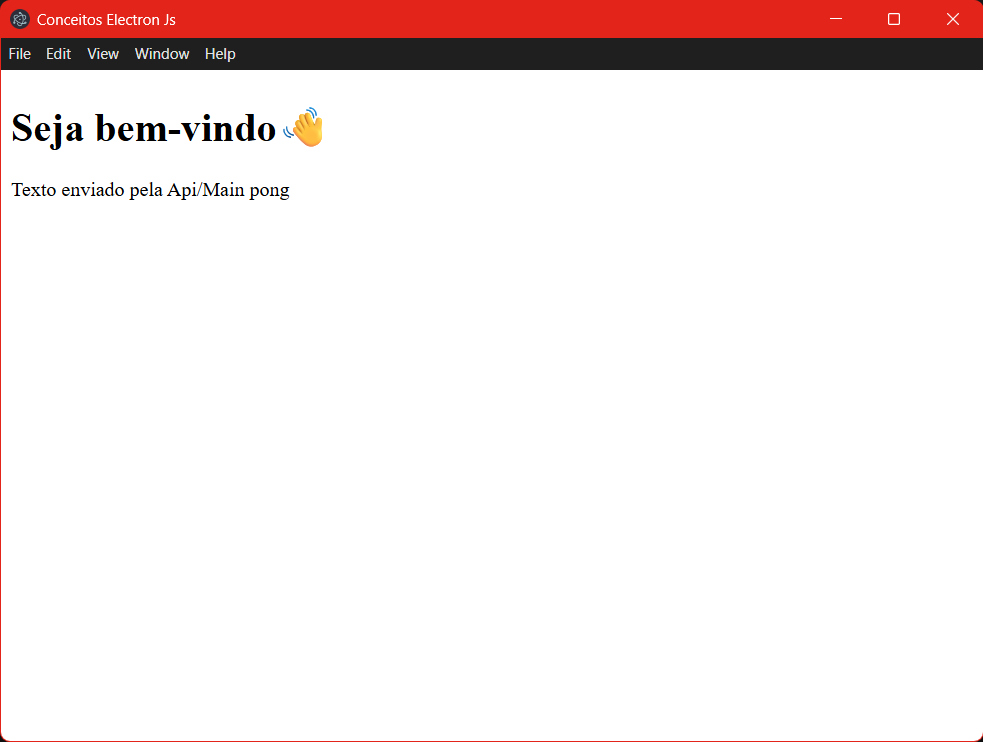 Conceitos Electron Js
File Edit View Window Help
Seja bem-vindo 👋
Texto enviado pela Api/Main pong